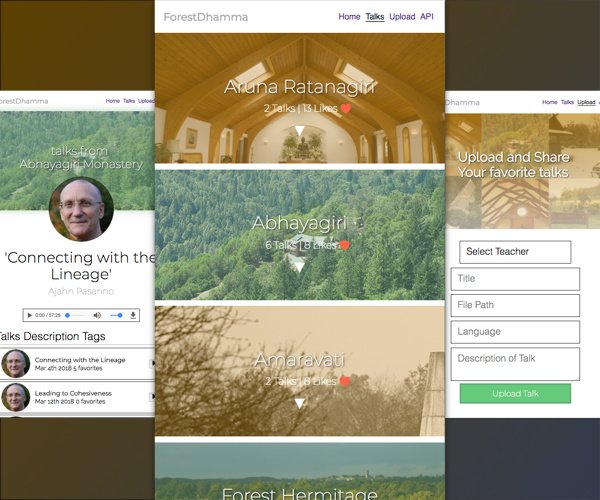 ForestDhamma
Home Talks Upload
talks from
Abhayagiri Monastery
'Connecting with the
Lineage'
Ajahn Pasanno
0:00 / 57:28
Talks Description Tags
Connecting with the Lineage
Mar 4th 2018 5 favorites
Leading to Cohesiveness
Mar 12th 2018 0 favorites
ForestDhamma
Home Talks Upload API
Aruna Ratanagiri
2 Talks | 13 Likes
Abhayagiri
6 Talks | 8 Likes
Amaravati
2 Talks | 8 Likes
Forest Hermitage
Dhamma
Home Talks Upload
Upload and Share
Your favorite talks
Select Teacher
Title
File Path
Language
Description of Talk
Upload Talk